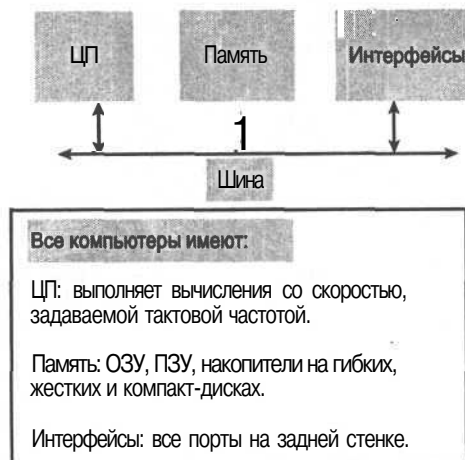 ЦП Память Интерфейсы
1
Шина
Все компьютеры имеют:
ЦП: выполняет вычисления со скоростью,
задаваемой тактовой частотой.
Память: ОЗУ, ПЗУ, накопители на гибких,
жестких и компакт-дисках.
Интерфейсы: все порты на задней стенке.